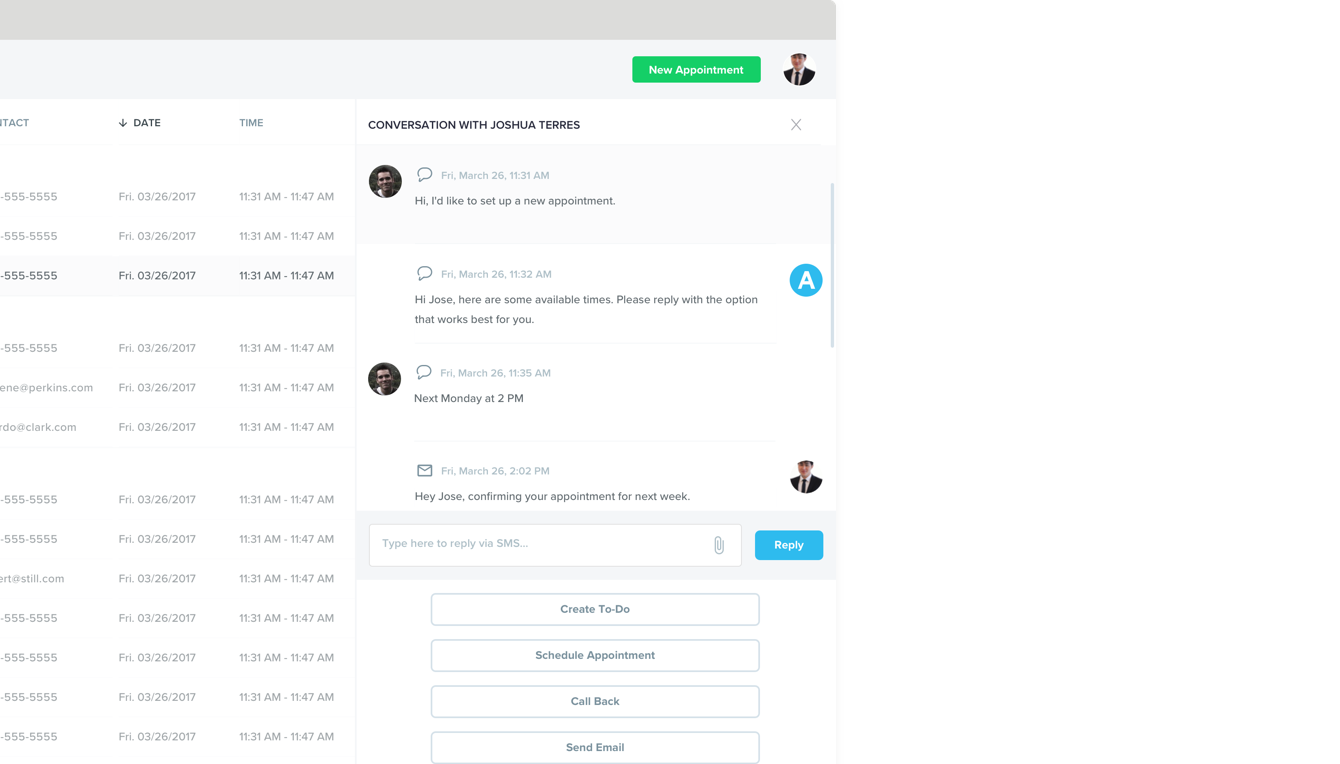 New Appointment
NTACT DATE TIME
-555-5555 Fri. 03/26/2017 11:31 AM - 11:47 AM
-555-5555 Fri. 03/26/2017 11:31 AM - 11:47 AM
-555-5555 Fri. 03/26/2017 11:31 AM - 11:47 AM
-555-5555 Fri. 03/26/2017 11:31 AM - 11:47 AM
ene@perkins.com Fri. 03/26/2017 11:31 AM - 11:47 AM
rdo@clark.com Fri. 03/26/2017 11:31 AM - 11:47 AM
-555-5555 Fri. 03/26/2017 11:31 AM - 11:47 AM
-555-5555 Fri. 03/26/2017 11:31 AM - 11:47 AM
ert@still.com Fri. 03/26/2017 11:31 AM - 11:47 AM
-555-5555 Fri. 03/26/2017 11:31 AM - 11:47 AM
-555-5555 Fri. 03/26/2017 11:31 AM - 11:47 AM
-555-5555 Fri. 03/26/2017 11:31 AM - 11:47 AM
-555-5555 Fri. 03/26/2017 11:31 AM - 11:47 AM
CONVERSATION WITH JOSHUA TERRES
Fri, March 26, 11:31 AM
Hi, I'd like to set up a new appointment.
Fri, March 26, 11:32 AM
A
Hi Jose, here are some available times. Please reply with the option
that works best for you.
Fri, March 26, 11:35 AM
Next Monday at 2 PM
Fri, March 26, 2:02 PM
Hey Jose, confirming your appointment for next week.
Type here to reply via SMS...
Reply
Create To-Do
Schedule Appointment
Call Back
Send Email